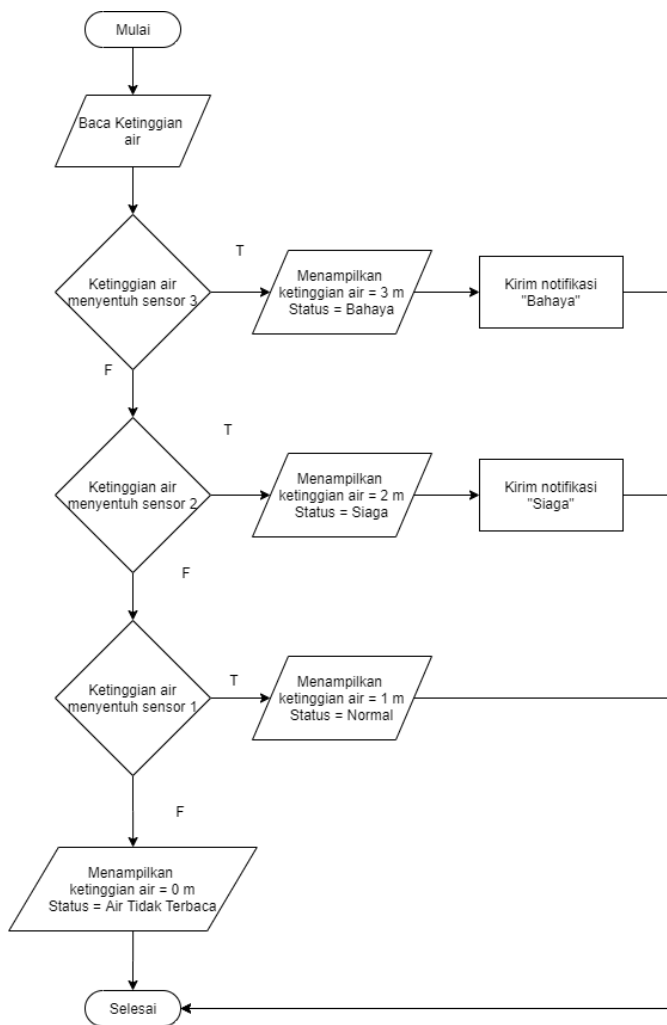 Mulai
Baca Ketinggian
air
T
Ketinggian air
menyentuh sensor 3
Menampilkan
ketinggian air = 3 m
Status = Bahaya
Kirim notifikasi
"Bahaya"
F
T
Ketinggian air
menyentuh sensor 2
Menampilkan
ketinggian air = 2 m
Status = Siaga
Kirim notifikasi
"Siaga"
F
T
Ketinggian air
menyentuh sensor 1
Menampilkan
ketinggian air = 1 m
Status = Normal
F
Menampilkan
ketinggian air = 0 m
Status = Air Tidak Terbaca
Selesai